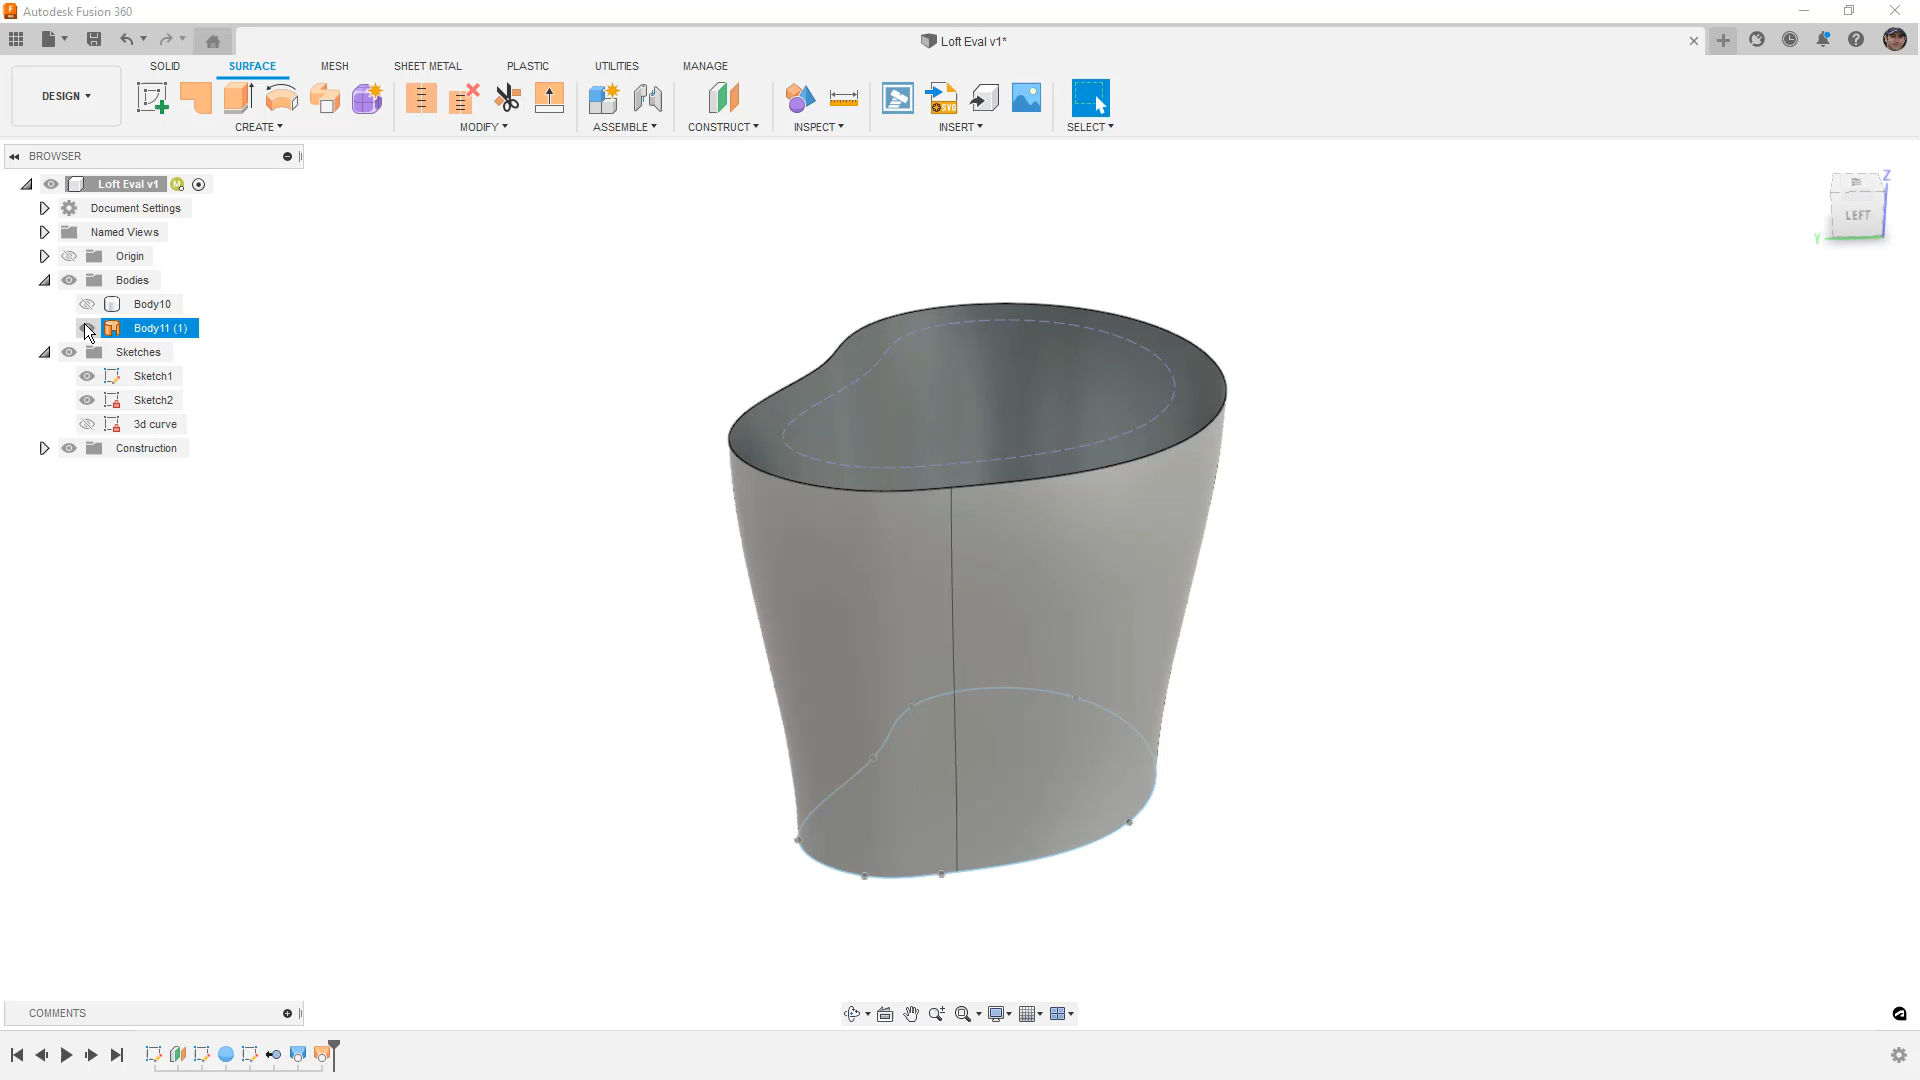 Autodesk Fusion 360
Loft Eval v1*
SOLID
SURFACE
MESH
SHEET METAL
PLASTIC
UTILITIES
MANAGE
DESIGN
CREATE
MODIFY
ASSEMBLE
CONSTRUCT
INSPECT
INSERT
SELECT
SVG
BROWSER
Loft Eval v1
Document Settings
Named Views
Origin
Bodies
Body10
Body11 (1)
Sketches
Sketch1
Sketch2
3d curve
Construction
Z
LEFT
Y
COMMENTS